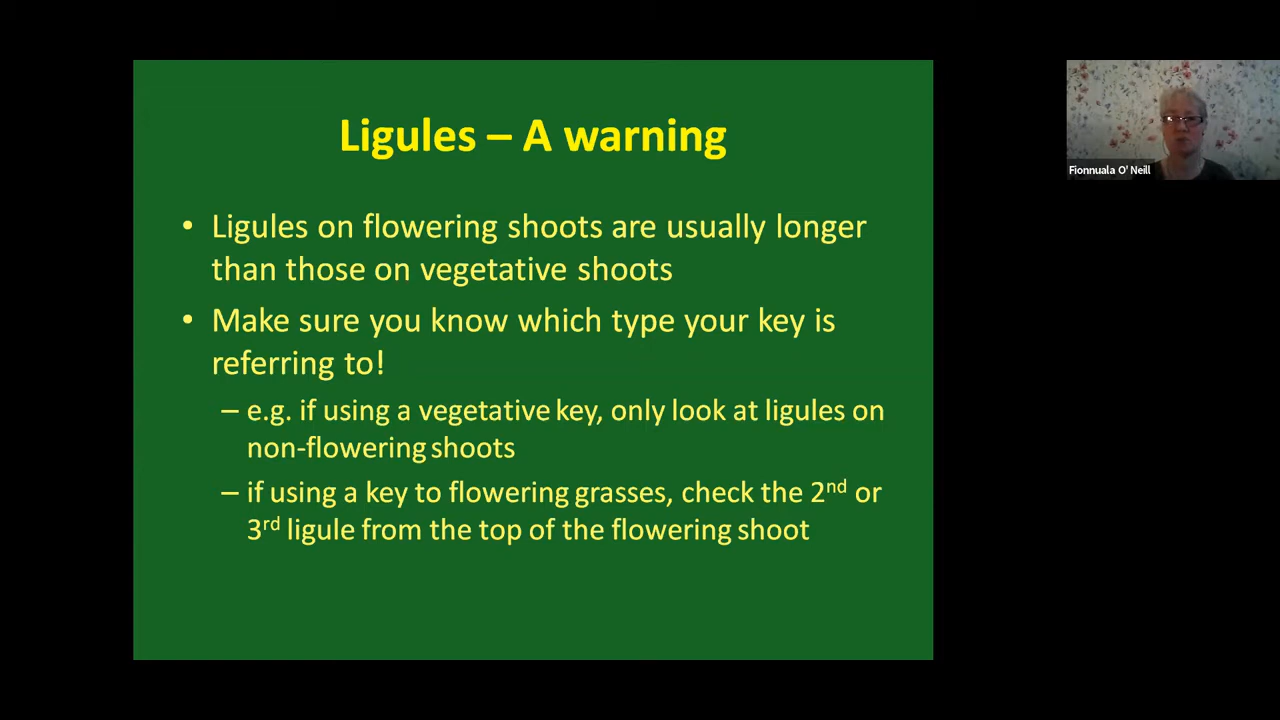 Ligules – A warning
• Ligules on flowering shoots are usually longer
than those on vegetative shoots
• Make sure you know which type your key is
referring to!
– e.g. if using a vegetative key, only look at ligules on
non-flowering shoots
– if using a key to flowering grasses, check the 2nd or
3rd ligule from the top of the flowering shoot
Fionnuala O' Neill